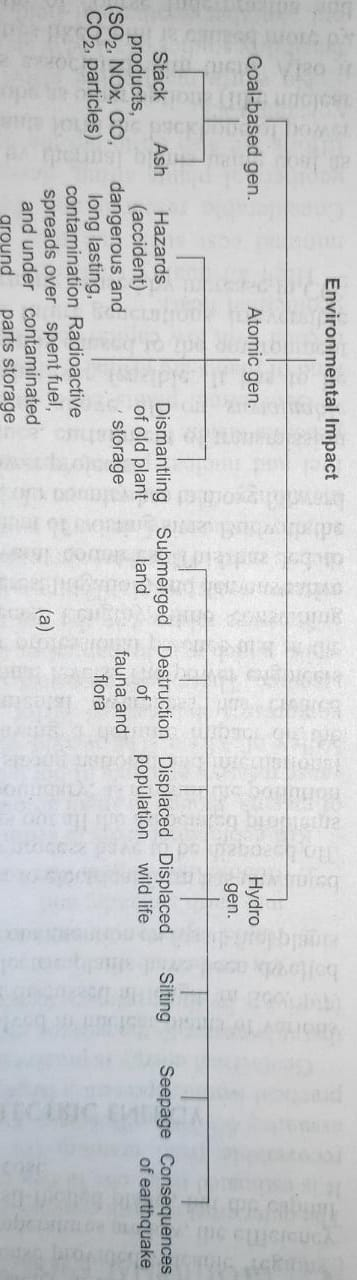 Environmental Impact
Coal based gen.
Atomic gen.
Hydro
gen.
Stack
products,
(SO2, NOx, CO,
CO2, particles)
Ash
Hazards
(accident)
dangerous and
long lasting,
contamination
spreads over
and under
ground
Radioactive
spent fuel,
contaminated
parts storage
Dismantling
of old plant-
storage
Submerged
land
Destruction
of
fauna and
flora
Displaced
population
Displaced
wild life
Silting
Seepage
Consequences
of earthquake
(a)